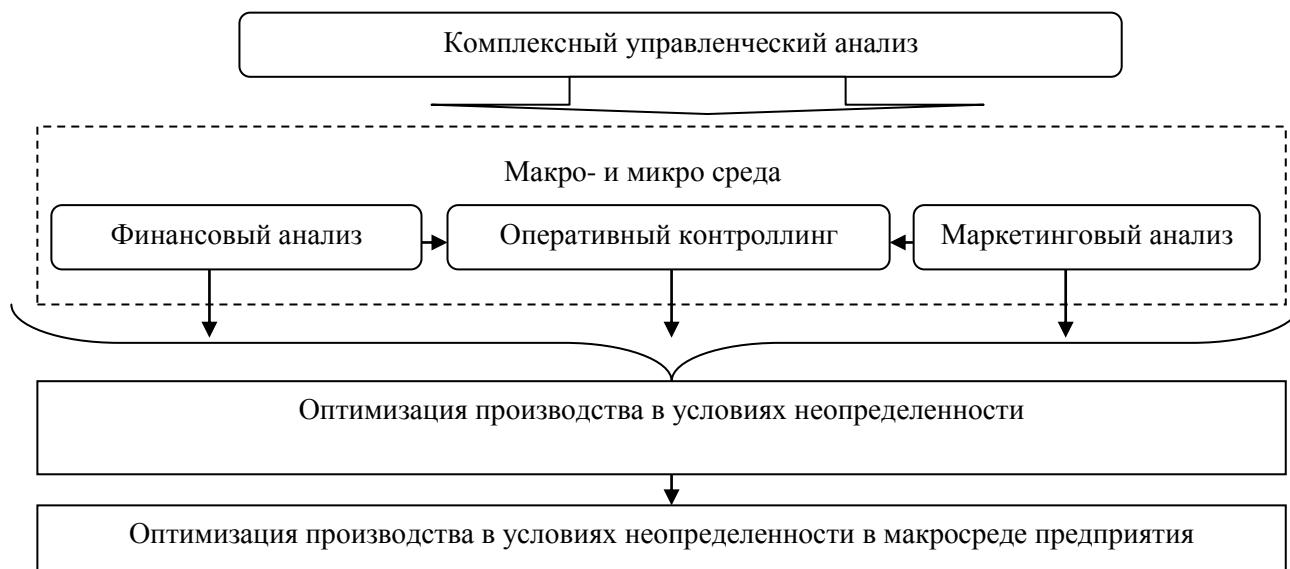 Комплексный управленческий анализ
Макро- и микро среда
Финансовый анализ
Оперативный контроллинг
Маркетинговый анализ
Оптимизация производства в условиях неопределенности
Оптимизация производства в условиях неопределенности в макросреде предприятия